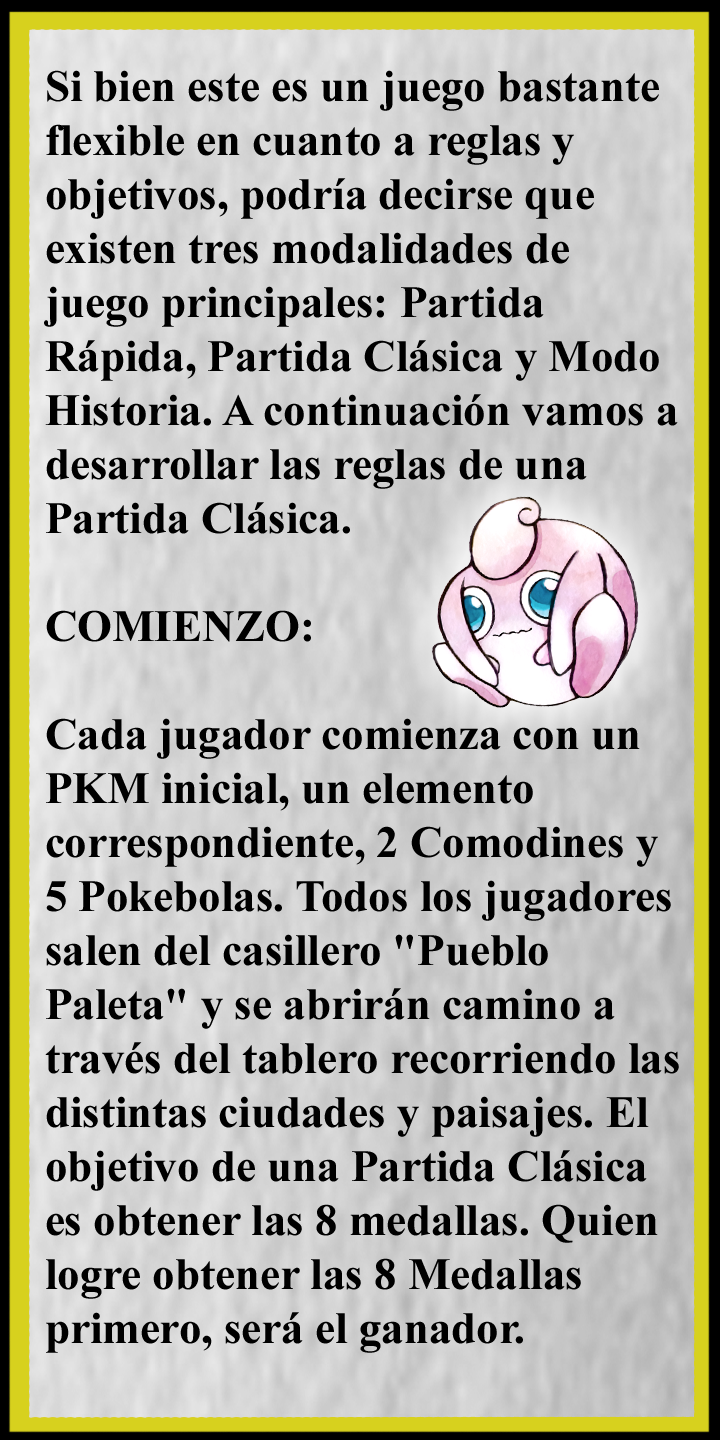 Si bien este es un juego bastante
flexible en cuanto a reglas y
objetivos, podría decirse que
existen tres modalidades de
juego principales: Partida
Rápida, Partida Clásica y Modo
Historia. A continuación vamos a
desarrollar las reglas de una
Partida Clásica.
COMIENZO:
Cada jugador comienza con un
PKM inicial, un elemento
correspondiente, 2 Comodines y
5 Pokebolas. Todos los jugadores
salen del casillero "Pueblo
Paleta" y se abrirán camino a
través del tablero recorriendo las
distintas ciudades y paisajes. El
objetivo de una Partida Clásica
es obtener las 8 medallas. Quien
logre obtener las 8 Medallas
primero, será el ganador.